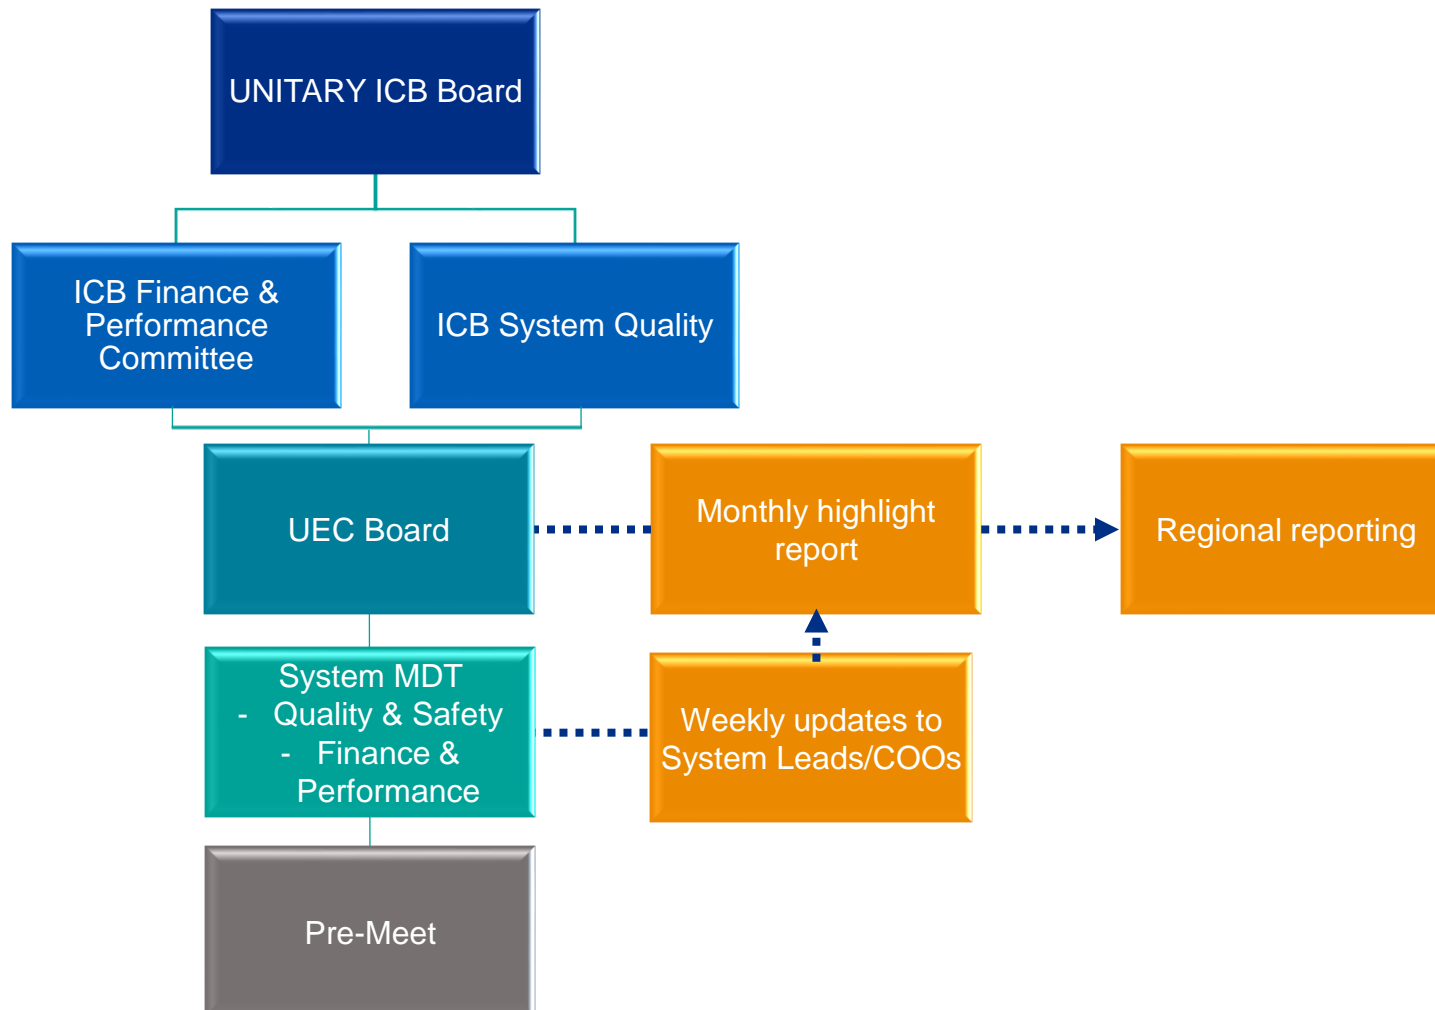 UNITARY ICB Board
ICB Finance &
Performance
Committee
ICB System Quality
UEC Board
Monthly highlight
report
Regional reporting
System MDT
- Quality & Safety
- Finance &
Performance
Weekly updates to
System Leads/COOs
Pre-Meet